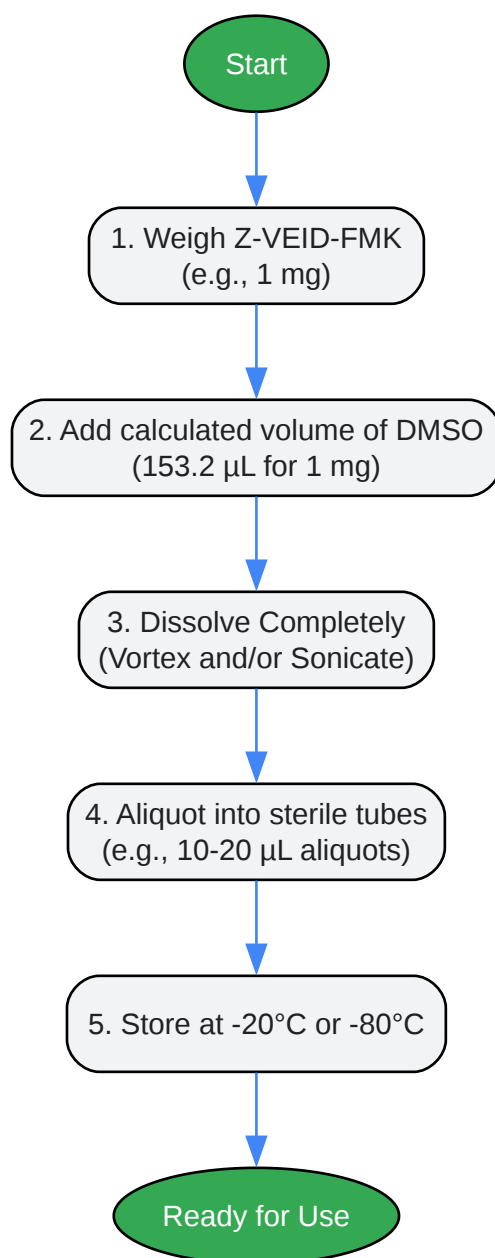 Start
1. Weigh Z-VEID-FMK
(e.g., 1 mg)
2. Add calculated volume of DMSO
(153.2 µL for 1 mg)
3. Dissolve Completely
(Vortex and/or Sonicate)
4. Aliquot into sterile tubes
(e.g., 10-20 µL aliquots)
5. Store at -20°C or -80°C
Ready for Use